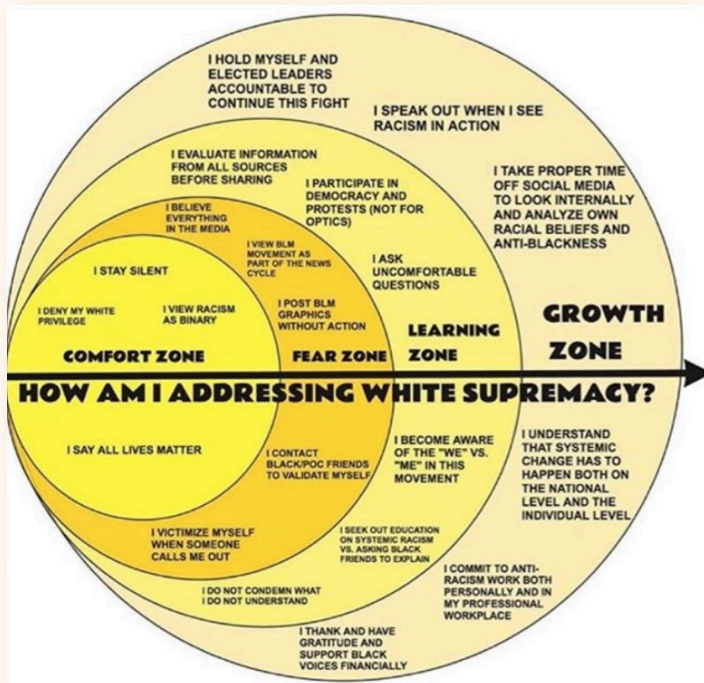 I HOLD MYSELF AND
ELECTED LEADERS
ACCOUNTABLE TO
CONTINUE THIS FIGHT
I SPEAK OUT WHEN I SEE
RACISM IN ACTION
I EVALUATE INFORMATION
FROM ALL SOURCES
BEFORE SHARING
I TAKE PROPER TIME
OFF SOCIAL MEDIA
TO LOOK INTERNALLY
AND ANALYZE OWN
RACIAL BELIEFS AND
ANTI-BLACKNESS
I PARTICIPATE IN
DEMOCRACY AND
PROTESTS (NOT FOR
OPTICS)
I BELIEVE
EVERYTHING
IN THE MEDIA
I VIEW BLM
MOVEMENT AS
PART OF THE NEWS
CYCLE
I ASK
UNCOMFORTABLE
QUESTIONS
I STAY SILENT
I DENY MY WHITE
PRIVILEGE
I VIEW RACISM
AS BINARY
I POST BLM
GRAPHICS
WITHOUT ACTION
COMFORT ZONE
FEAR ZONE
LEARNING
ZONE
GROWTH
ZONE
HOW AM I ADDRESSING WHITE SUPREMACY?
I SAY ALL LIVES MATTER
I CONTACT
BLACK/POC FRIENDS
TO VALIDATE MYSELF
I BECOME AWARE
OF THE "WE" VS.
"ME" IN THIS
MOVEMENT
I UNDERSTAND
THAT SYSTEMIC
CHANGE HAS TO
HAPPEN BOTH ON
THE NATIONAL
LEVEL AND THE
INDIVIDUAL LEVEL
I VICTIMIZE MYSELF
WHEN SOMEONE
CALLS ME OUT
I SEEK OUT EDUCATION
ON SYSTEMIC RACISM
VS. ASKING BLACK
FRIENDS TO EXPLAIN
I COMMIT TO ANTI-
RACISM WORK BOTH
PERSONALLY AND IN
MY PROFESSIONAL
WORKPLACE
I DO NOT CONDEMN WHAT
I DO NOT UNDERSTAND
I THANK AND HAVE
GRATITUDE AND
SUPPORT BLACK
VOICES FINANCIALLY